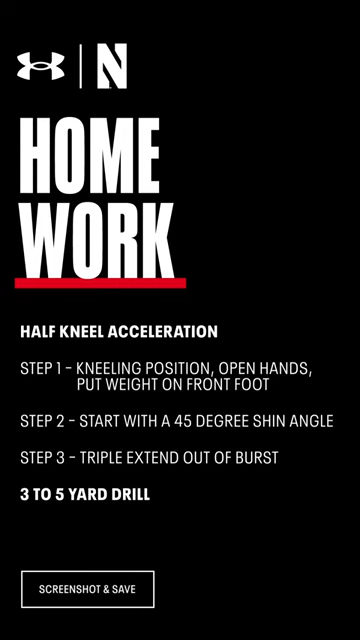 N
HOME
WORK
HALF KNEEL ACCELERATION
STEP 1 – KNEELING POSITION, OPEN HANDS,
PUT WEIGHT ON FRONT FOOT
STEP 2 – START WITH A 45 DEGREE SHIN ANGLE
STEP 3 – TRIPLE EXTEND OUT OF BURST
3 TO 5 YARD DRILL
SCREENSHOT & SAVE